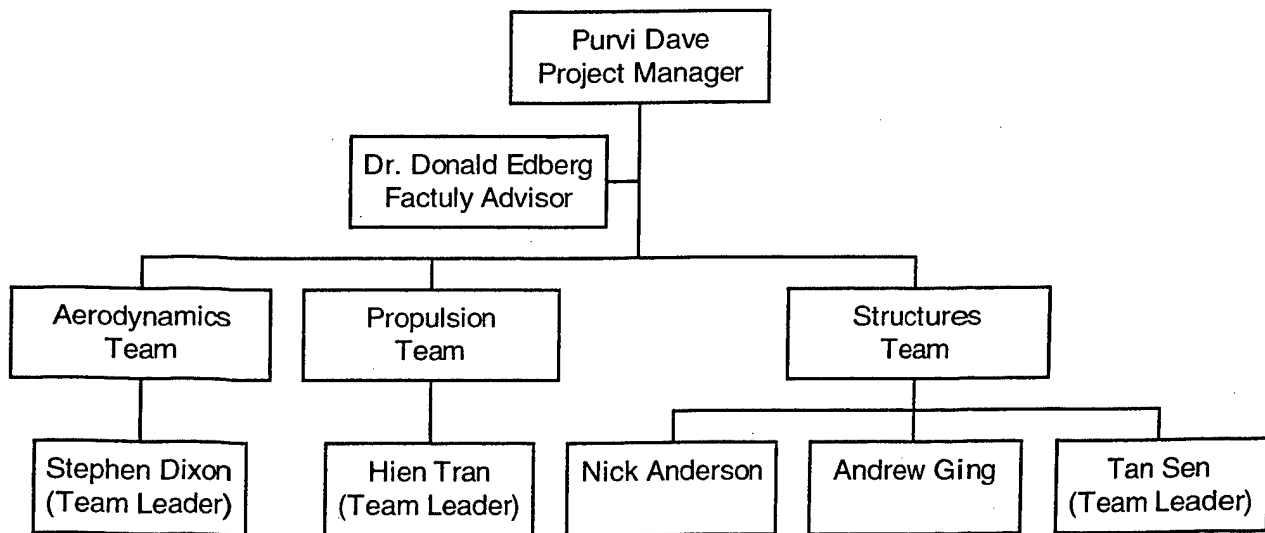 Purvi Dave
Project Manager
Dr. Donald Edberg
Factuly Advisor
Aerodynamics
Team
Propulsion
Team
Structures
Team
Stephen Dixon
(Team Leader)
Hien Tran
(Team Leader)
Nick Anderson
Andrew Ging
Tan Sen
(Team Leader)